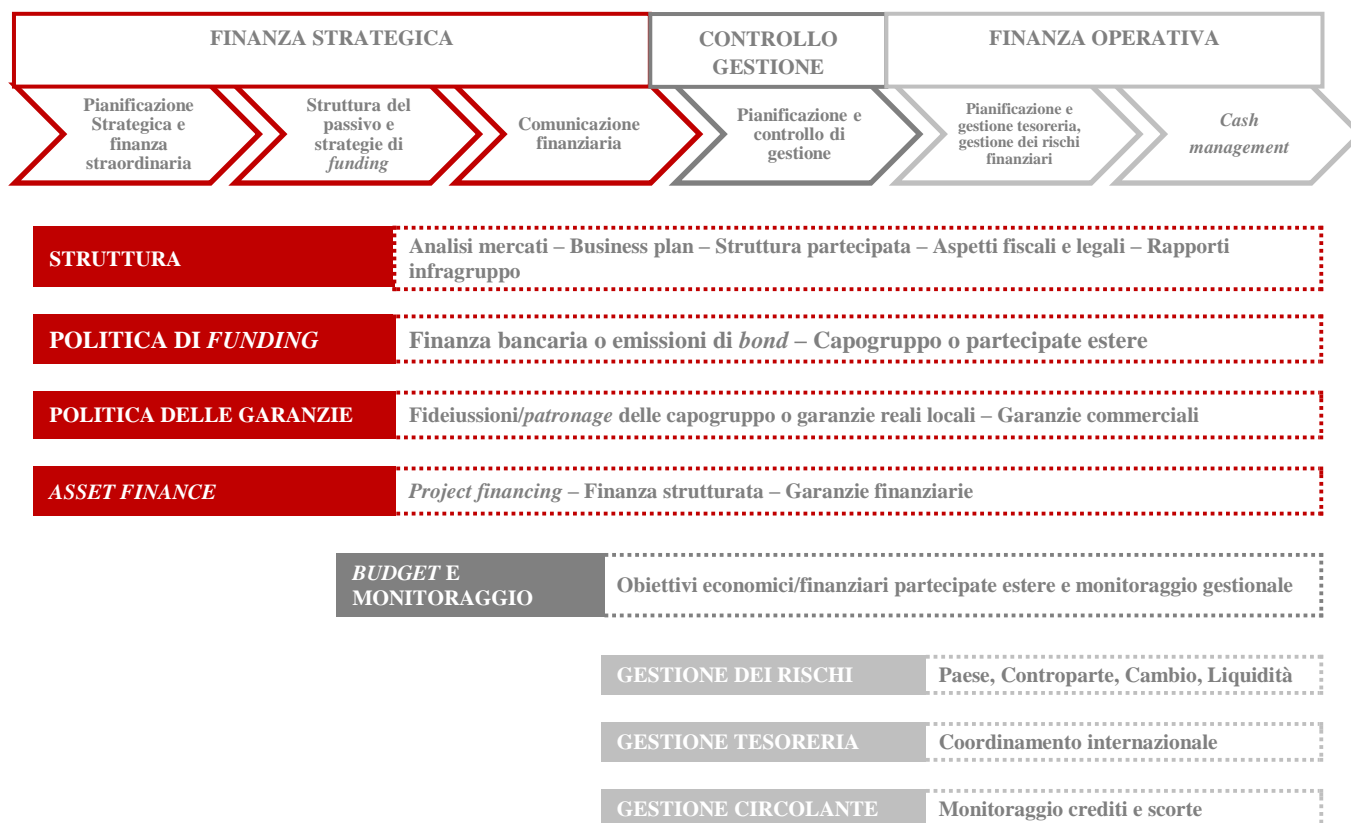 FINANZA STRATEGICA
CONTROLLO
GESTIONE
FINANZA OPERATIVA
Pianificazione
Strategica e
finanza
straordinaria
Struttura del
passivo e
strategie di
funding
Comunicazione
finanziaria
Pianificazione e
controllo di
gestione
Pianificazione e
gestione tesoreria,
gestione dei rischi
finanziari
Cash
management
STRUTTURA
Analisi mercati – Business plan – Struttura partecipata – Aspetti fiscali e legali – Rapporti
infragruppo
POLITICA DI FUNDING
Finanza bancaria o emissioni di bond – Capogruppo o partecipate estere
POLITICA DELLE GARANZIE
Fideiussioni/patronage delle capogruppo o garanzie reali locali – Garanzie commerciali
ASSET FINANCE
Project financing – Finanza strutturata – Garanzie finanziarie
BUDGET E
MONITORAGGIO
Obiettivi economici/finanziari partecipate estere e monitoraggio gestionale
GESTIONE DEI RISCHI
Paese, Controparte, Cambio, Liquidità
GESTIONE TESORERIA
Coordinamento internazionale
GESTIONE CIRCOLANTE
Monitoraggio crediti e scorte